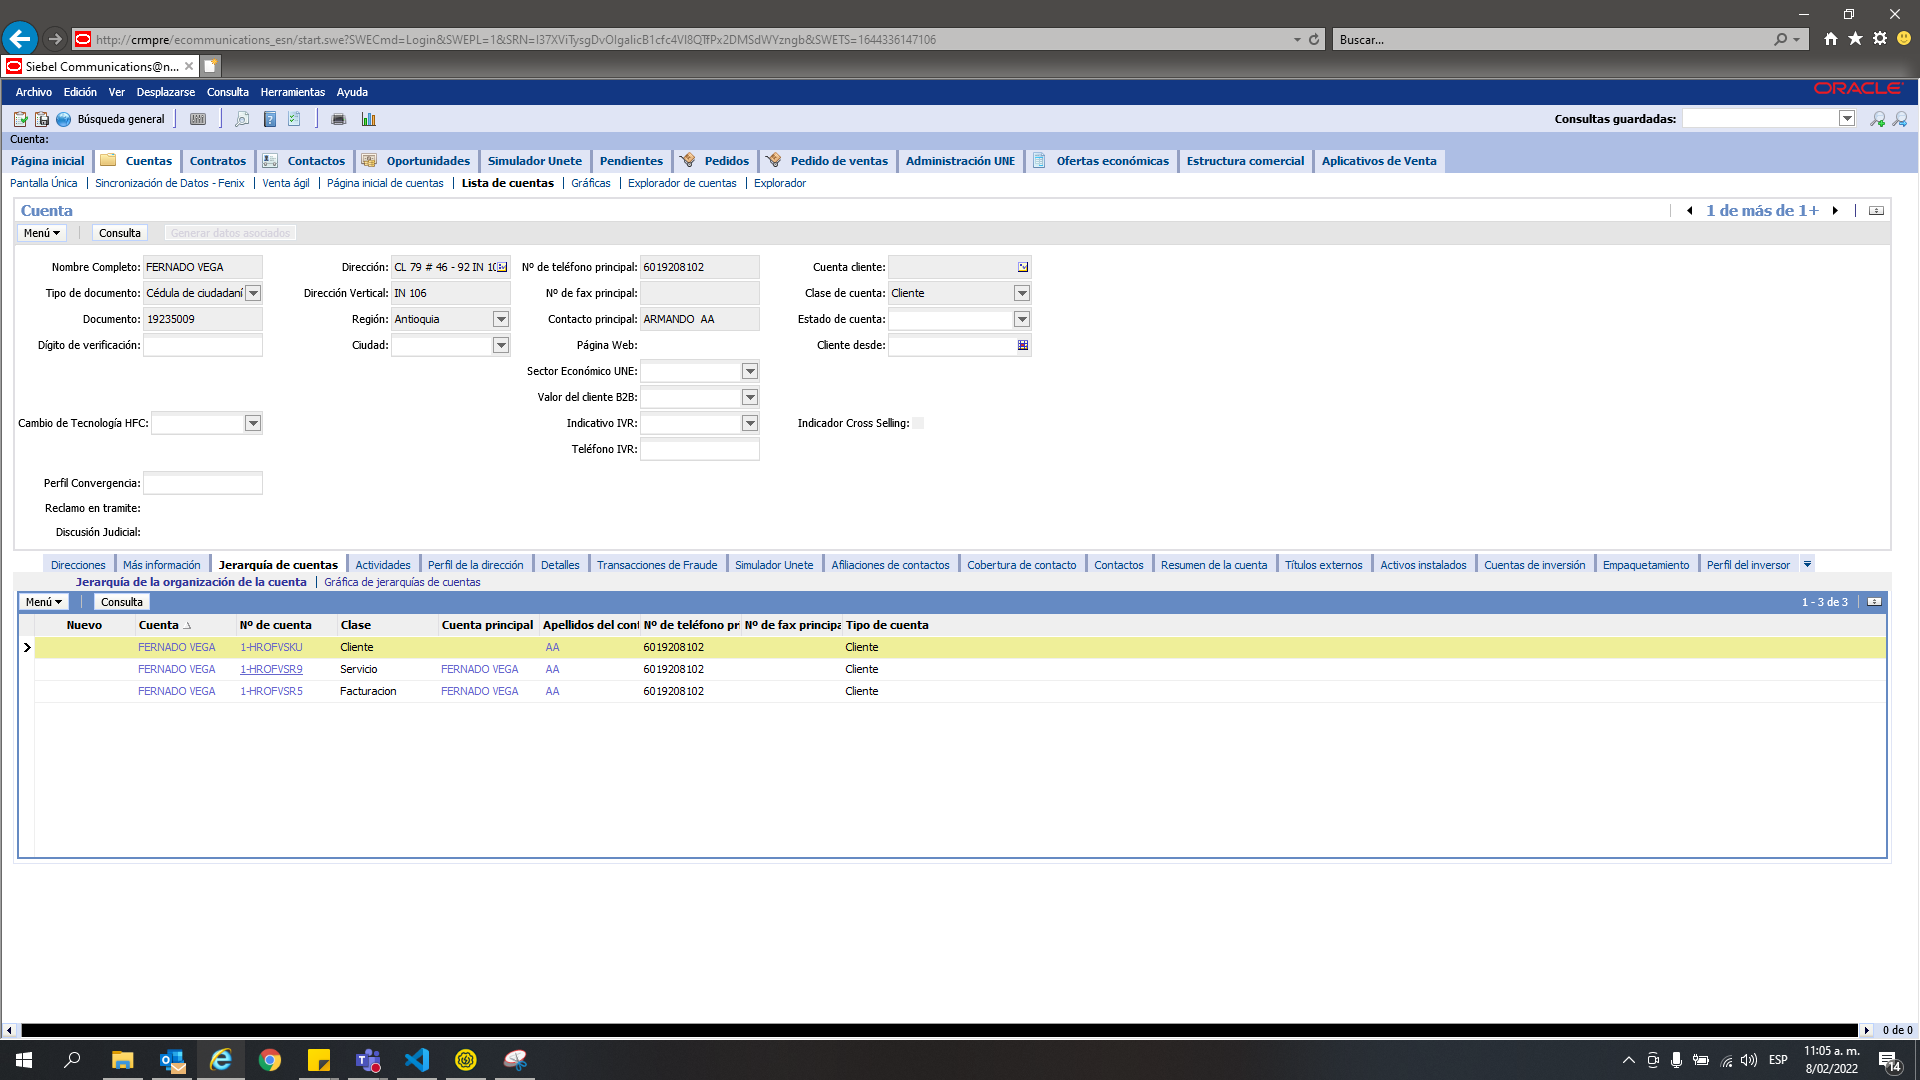 http://crmpre/ecommunications_esn/start.swe?SWECmd=Login&SWEPL=1&SRN=
Buscar...
Siebel Communications@n...
Archivo Edición Ver Desplazarse Consulta Herramientas Ayuda
ORACLE
Búsqueda general
Consultas guardadas:
Cuenta:
Página inicial Cuentas Contratos Contactos Oportunidades Simulador Unete Pendientes Pedidos Pedido de ventas Administración UNE Ofertas económicas Estructura comercial Aplicativos de Venta
Pantalla Única Sincronización de Datos - Fenix Venta ágil Página inicial de cuentas Lista de cuentas Gráficas Explorador de cuentas Explorador
Cuenta
1 de más de 1+
Menú Consulta Generar datos asociados
Nombre Completo: FERNADO VEGA Dirección: CL 79 # 46 - 92 IN 10 Nº de teléfono principal: 6019208102 Cuenta cliente:
Tipo de documento: Cédula de ciudadaní Dirección Vertical: IN 106 Nº de fax principal: Clase de cuenta: Cliente
Documento: 19235009 Región: Antioquia Contacto principal: ARMANDO AA Estado de cuenta:
Dígito de verificación: Ciudad: Página Web: Cliente desde:
Sector Económico UNE:
Valor del cliente B2B:
Cambio de Tecnología HFC: Indicativo IVR: Indicador Cross Selling:
Teléfono IVR:
Perfil Convergencia:
Reclamo en tramite:
Discusión Judicial:
Direcciones Más información Jerarquía de cuentas Actividades Perfil de la dirección Detalles Transacciones de Fraude Simulador Unete Afiliaciones de contactos Cobertura de contacto Contactos Resumen de la cuenta Títulos externos Activos instalados Cuentas de inversión Empaquetamiento Perfil del inversor
Jerarquía de la organización de la cuenta Gráfica de jerarquías de cuentas
Menú Consulta 1 - 3 de 3
Nuevo Cuenta Nº de cuenta Clase Cuenta principal Apellidos del cont Nº de teléfono pr Nº de fax principa Tipo de cuenta
FERNADO VEGA 1-HROFVSKU Cliente AA 6019208102 Cliente
FERNADO VEGA 1-HROFVSR9 Servicio FERNADO VEGA AA 6019208102 Cliente
FERNADO VEGA 1-HROFVSR5 Facturacion FERNADO VEGA AA 6019208102 Cliente
0 de 0
ESP
11:05 a. m.
8/02/2022
14